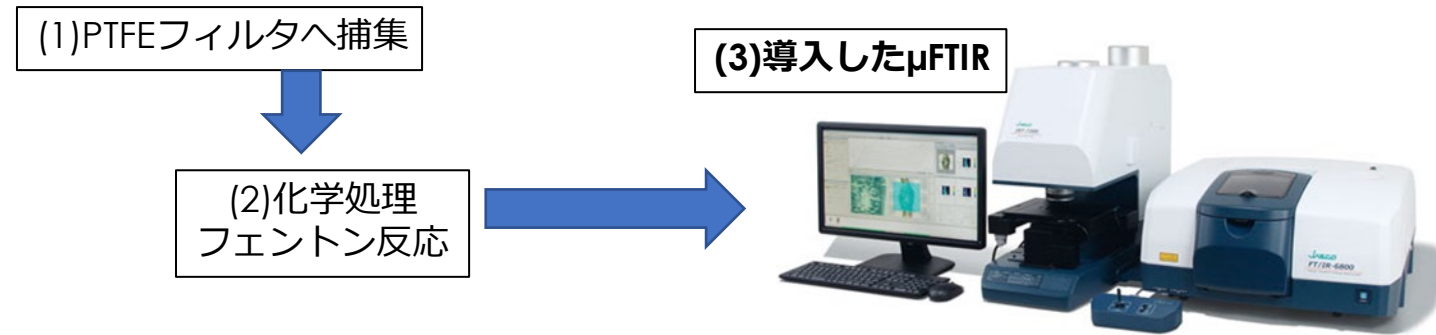 (1)PTFEフィルタへ捕集
(2)化学処理
フェントン反応
(3)導入したμFTIR
Jasco
FT/IR-6800